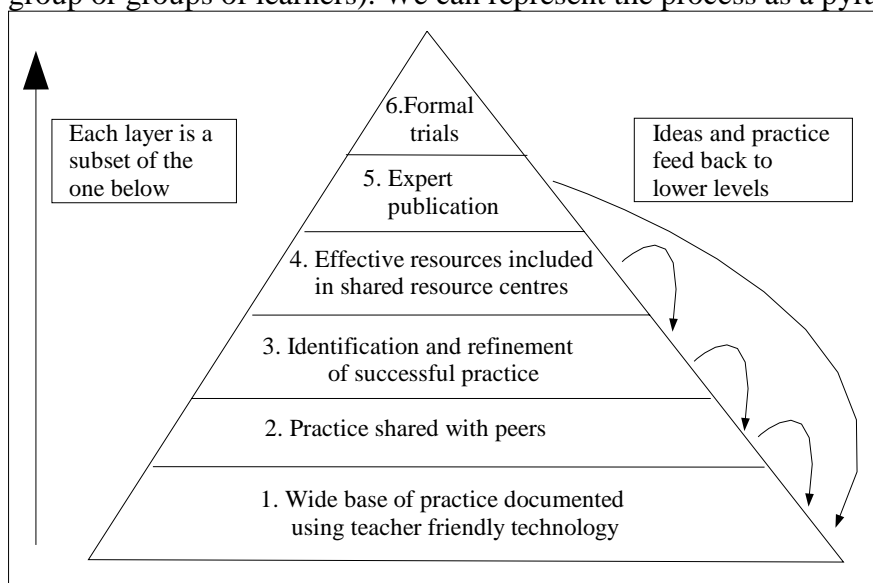 group or groups of learners). We can represent the process as a pyra
6.Formal
trials
Each layer is a
subset of the
one below
Ideas and practice
feed back to
lower levels
5. Expert
publication
4. Effective resources included
in shared resource centres
3. Identification and refinement
of successful practice
2. Practice shared with peers
1. Wide base of practice documented
using teacher friendly technology